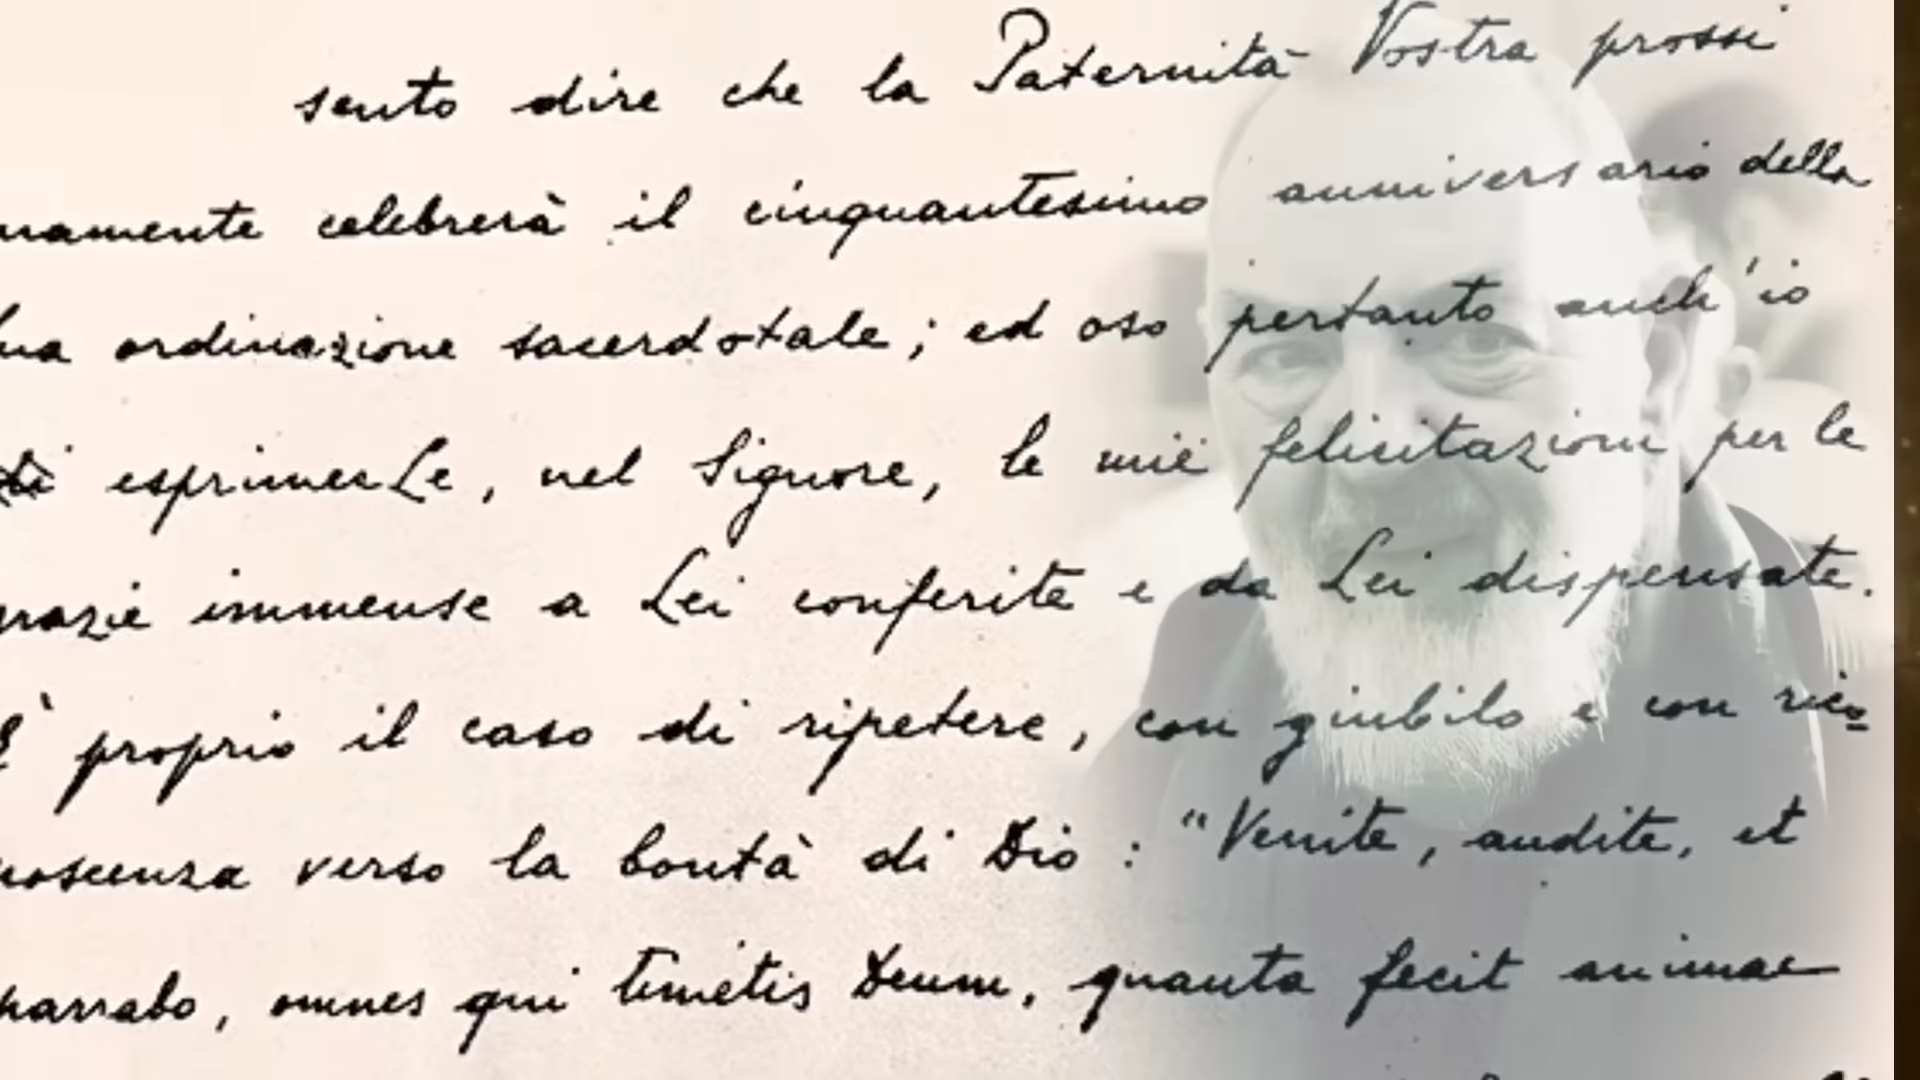 sento dire che la Paternità Vostra prossi
mamente celebrerà il cinquantesimo anniversario della
ordinazione sacerdotale; ed oso pertanto anch'io
esprimerLe, nel Signore, le mie felicitazioni per le
grazie immense a Lei conferite e da Lei dispensate.
È proprio il caso di ripetere, con giubilo e con rico=
noscenza verso la bontà di Dio: "Venite, audite, et
narrabo, omnes qui timetis Deum, quanta fecit animae